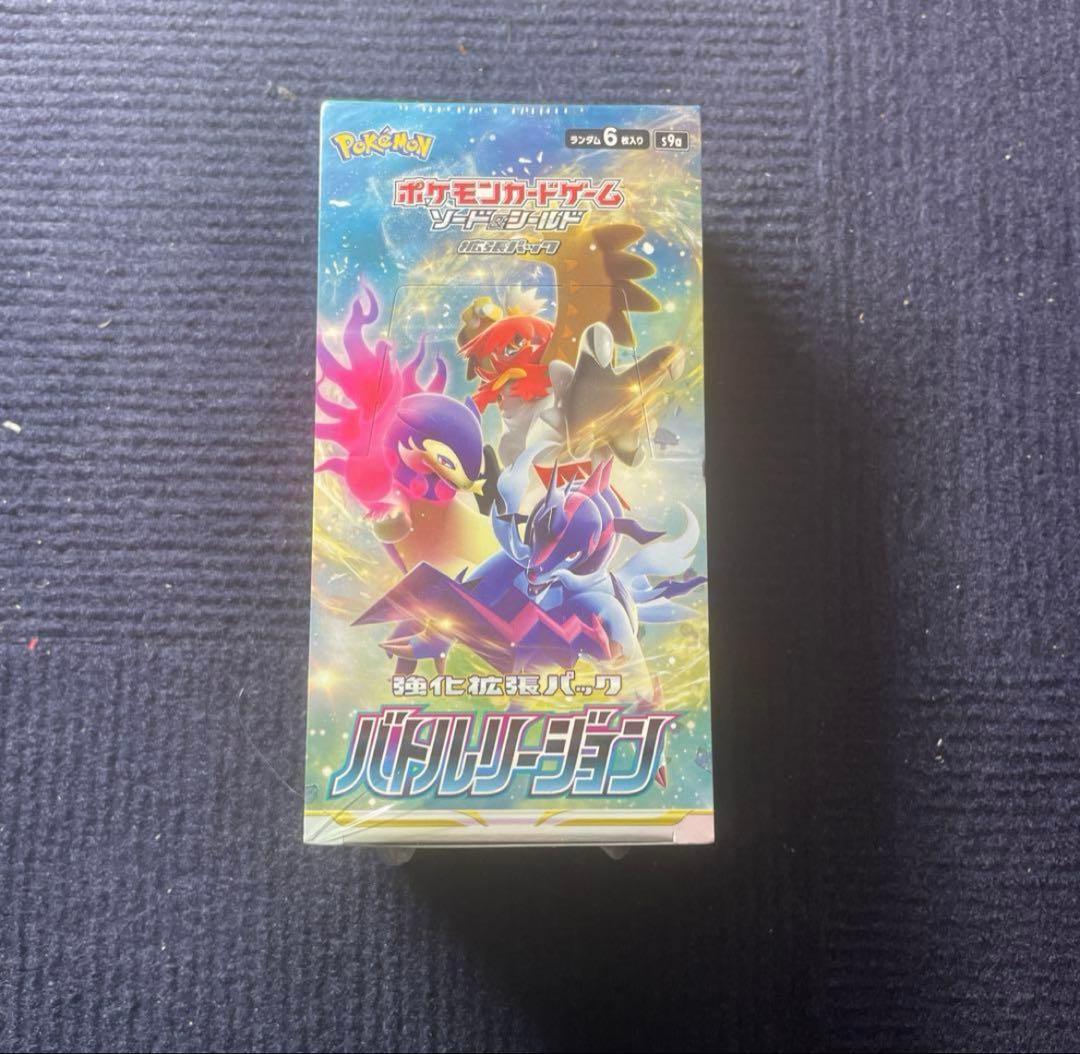 Pokémon
ランダム6枚入り s9a
ポケモンカードゲーム
ソード&シールド
拡張パック
強化拡張パック
バトルリージョン